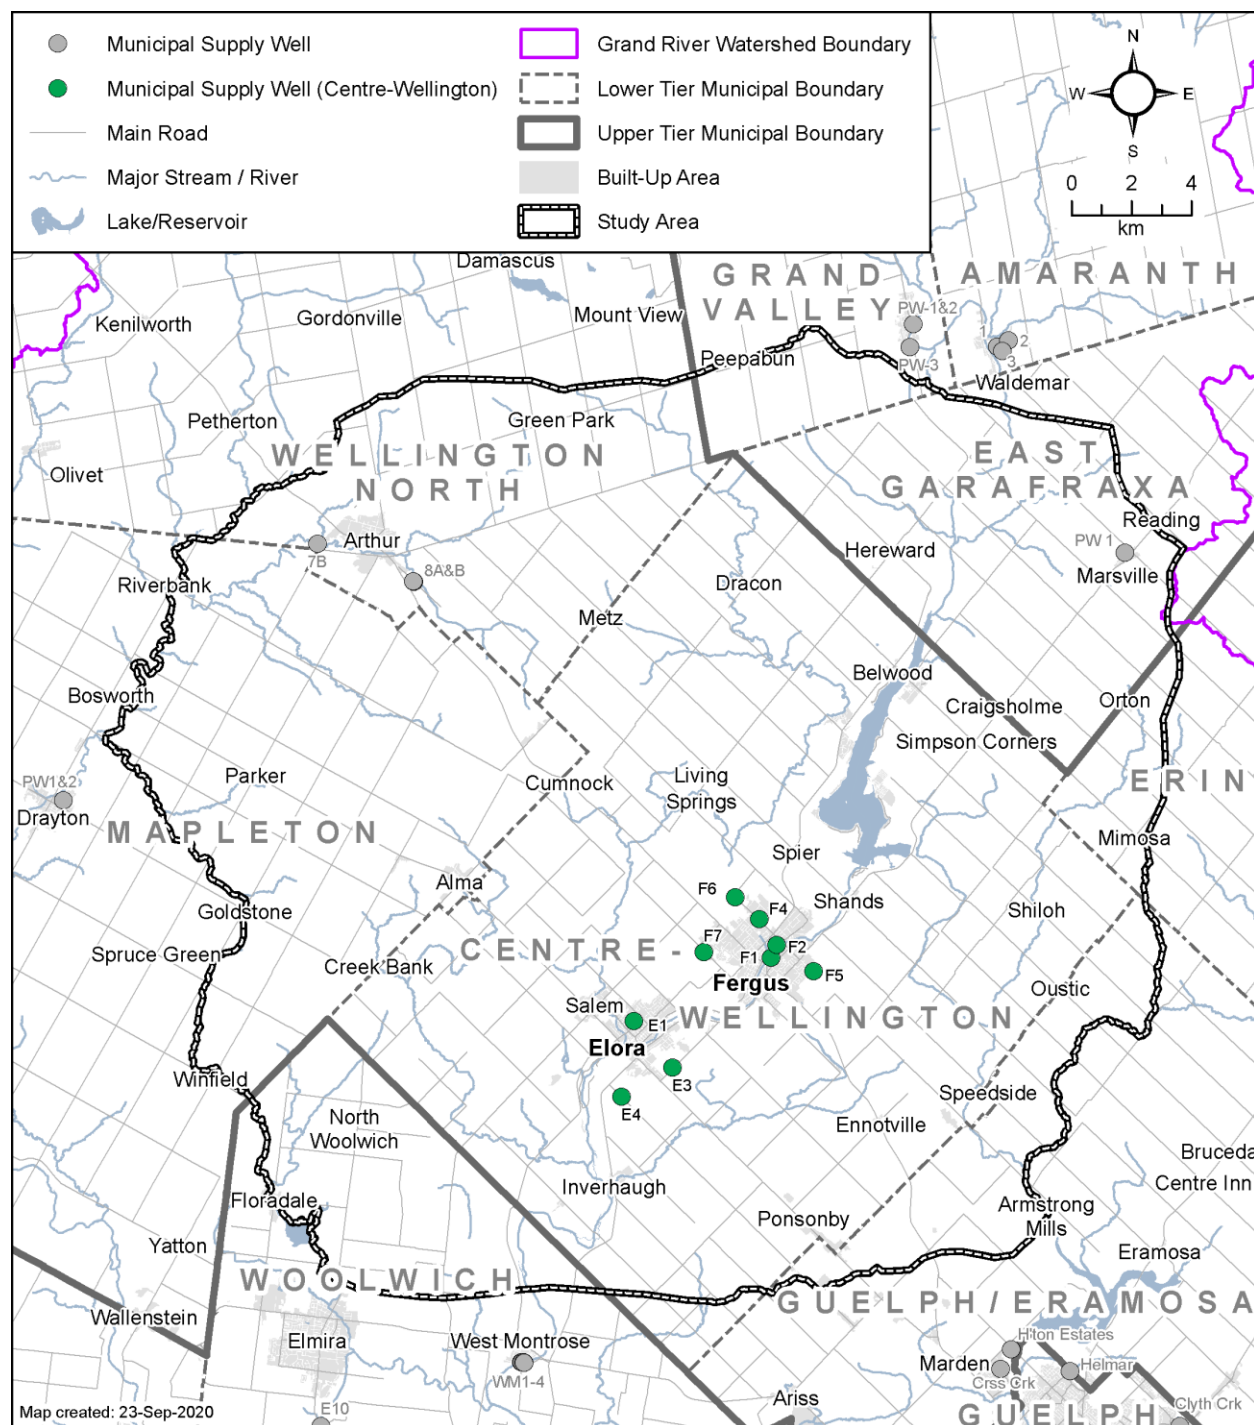 Municipal Supply Well
Municipal Supply Well (Centre-Wellington)
Main Road
Major Stream / River
Lake/Reservoir
Grand River Watershed Boundary
Lower Tier Municipal Boundary
Upper Tier Municipal Boundary
Built-Up Area
Study Area
N
W E
S
0 2 4
km
Damascus
GRAND
VALLEY
AMARANTH
Kenilworth
Gordonville
Mount View
PW-1&2
1
2
3
PW-3
Peepabun
Waldemar
Petherton
Green Park
WELLINGTON
NORTH
EAST
GARAFRAXA
Olivet
Reading
Arthur
7B
8A&B
Hereward
PW 1
Marsville
Riverbank
Dracon
Metz
Belwood
Bosworth
Craigsholme
Orton
Simpson Corners
Parker
Cumnock
Living
Springs
ERIN
PW1&2
Drayton
MAPLETON
Mimosa
Spier
Alma
F6
F4
Shands
Goldstone
Shiloh
Spruce Green
CENTRE-
F7
F2
F1
F5
Creek Bank
Fergus
Oustic
Salem
E1
WELLINGTON
Elora
E3
Winfield
E4
Speedside
North
Woolwich
Ennotville
Bruceda
Centre Inn
Inverhaugh
Floradale
Armstrong
Mills
Ponsonby
Yatton
Eramosa
WOOLWICH
GUELPH/ERAMOSA
Wallenstein
Elmira
West Montrose
H'ton Estates
WM1-4
Marden
Crss Crk
Helmar
Clyth Crk
Ariss
E10
GUELPH
Map created: 23-Sep-2020